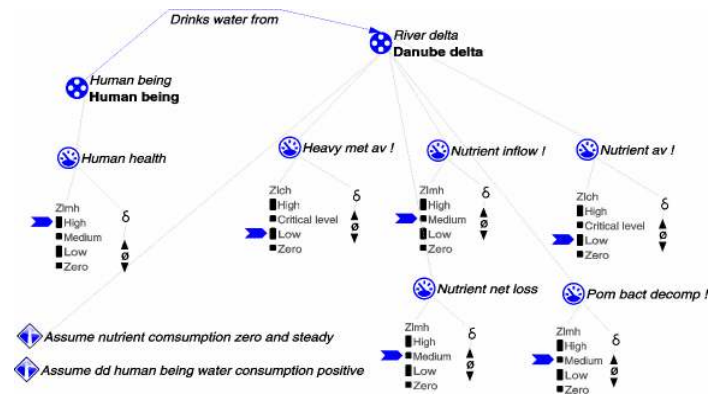 Drinks water from
River delta
Danube delta
Human being
Human being
Human health
Heavy met av !
Nutrient inflow !
Nutrient av !
Zlmh
High
Medium
Low
Zero
δ
ø
Zlch
High
Critical level
Low
Zero
δ
ø
Zlmh
High
Medium
Low
Zero
δ
ø
Zlch
High
Critical level
Low
Zero
δ
ø
Nutrient net loss
Pom bact decomp !
Zlmh
High
Medium
Low
Zero
δ
ø
Zlmh
High
Medium
Low
Zero
δ
ø
Assume nutrient comsumption zero and steady
Assume dd human being water consumption positive